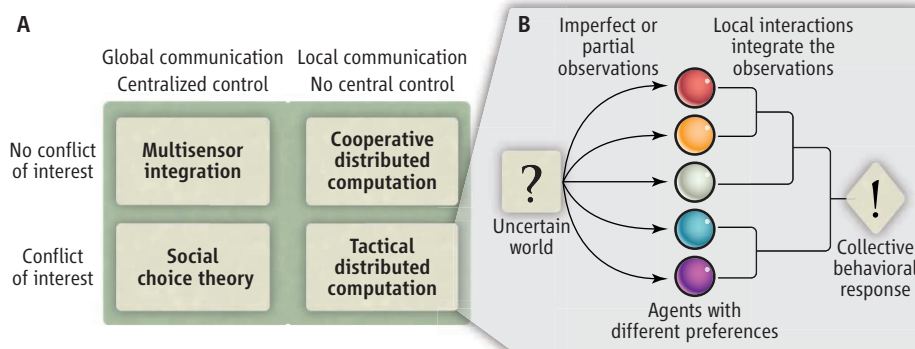 A
Global communication
Centralized control
Local communication
No central control
No conflict
of interest
Multisensor
integration
Cooperative
distributed
computation
Conflict
of interest
Social
choice theory
Tactical
distributed
computation
B
Imperfect or
partial
observations
Local interactions
integrate the
observations
?
Uncertain
world
!
Collective
behavioral
response
Agents with
different preferences